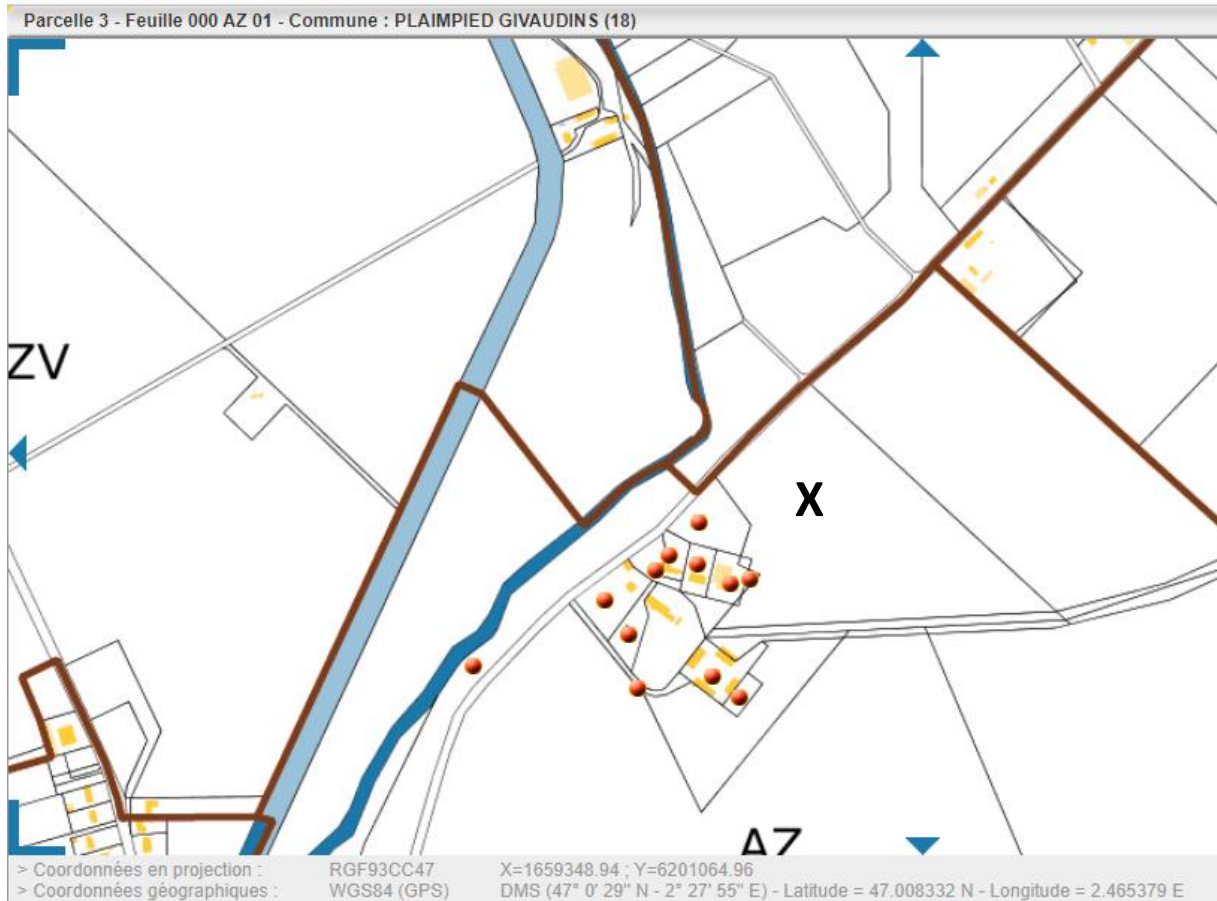 Parcelle 3 - Feuille 000 AZ 01 - Commune : PLAIMPIED GIVAUDINS (18)
ZV
X
AZ
> Coordonnées en projection : RGF93CC47 X=1659348.94 ; Y=6201064.96
> Coordonnées géographiques : WGS84 (GPS) DMS (47° 0' 29" N - 2° 27' 55" E) - Latitude = 47.008332 N - Longitude = 2.465379 E